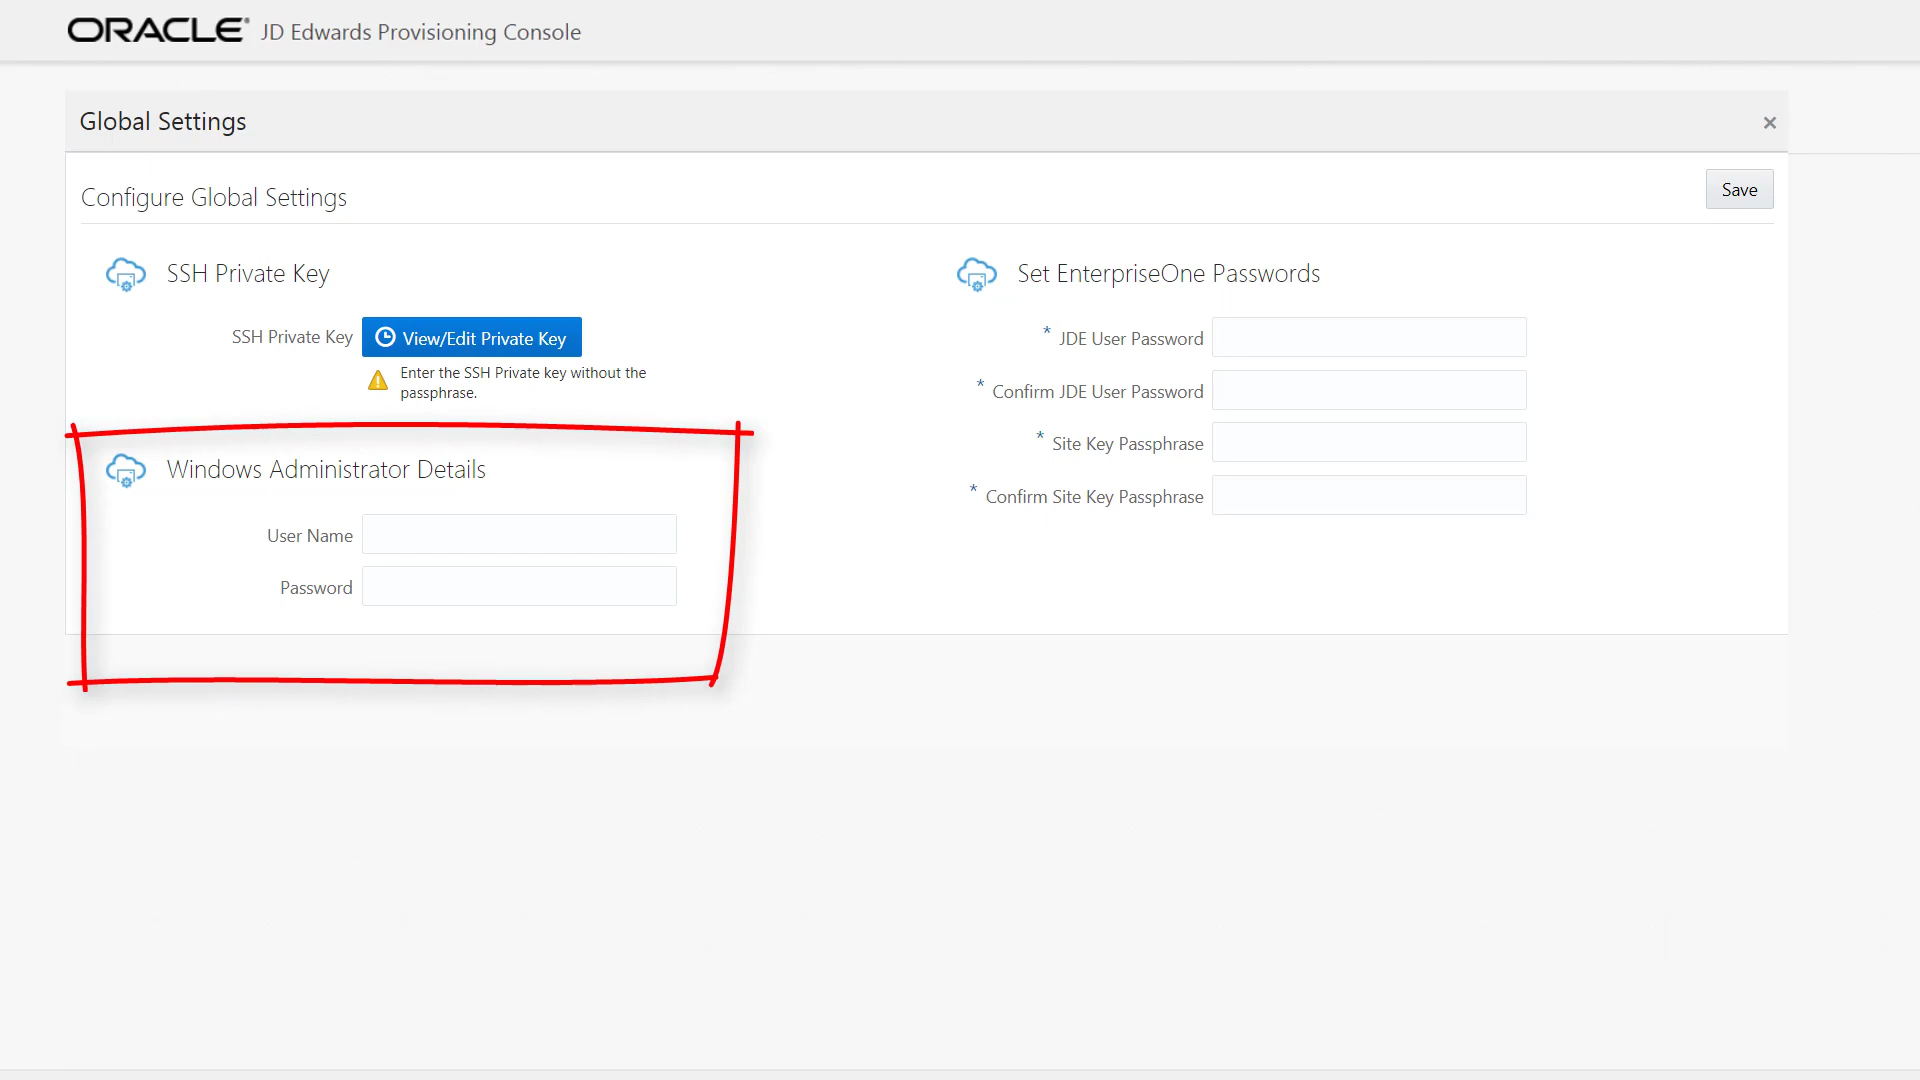 ORACLE® JD Edwards Provisioning Console
Global Settings
×
Configure Global Settings
Save
SSH Private Key
SSH Private Key
View/Edit Private Key
Enter the SSH Private key without the
passphrase.
Windows Administrator Details
User Name
Password
Set EnterpriseOne Passwords
* JDE User Password
* Confirm JDE User Password
* Site Key Passphrase
* Confirm Site Key Passphrase